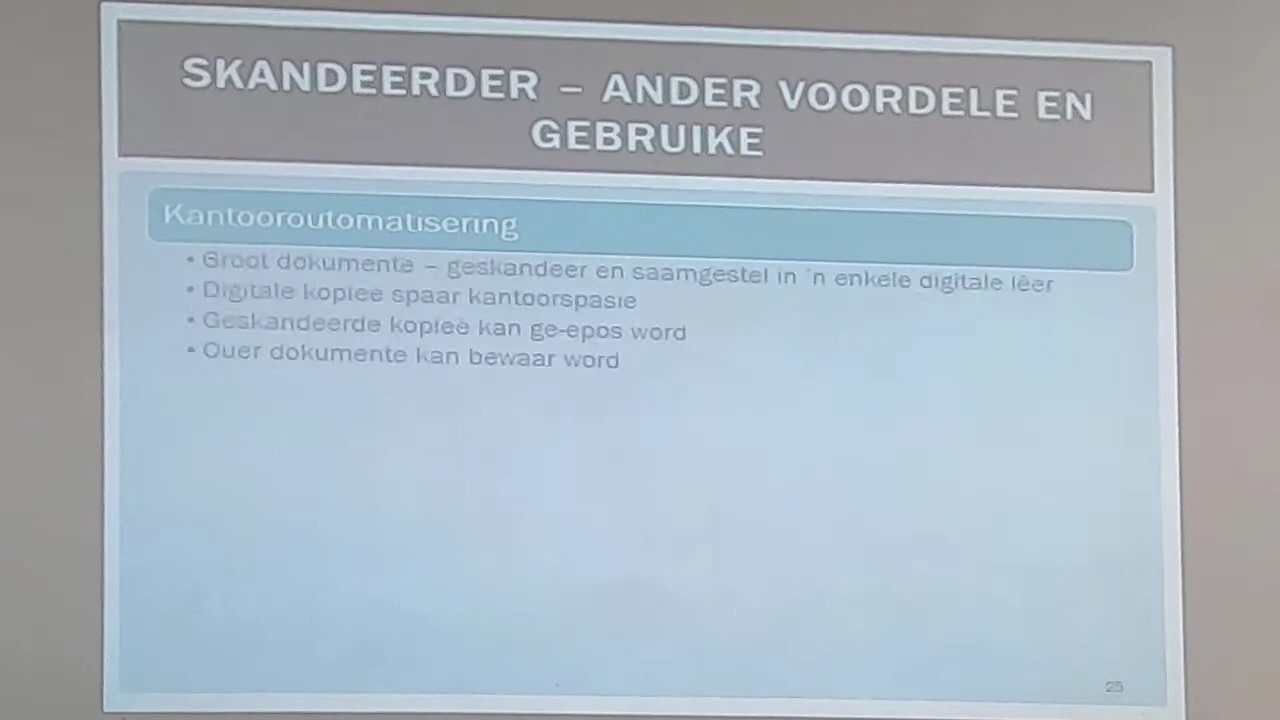 SKANDEERDER – ANDER VOORDELE EN
GEBRUIKE
Kantooroutomatisering
• Groot dokumente – geskandeer en saamgestel in 'n enkele digitale lêer
• Digitale kopieë spaar kantoorspasie
• Geskandeerde kopieë kan ge-epos word
• Ouer dokumente kan bewaar word
25